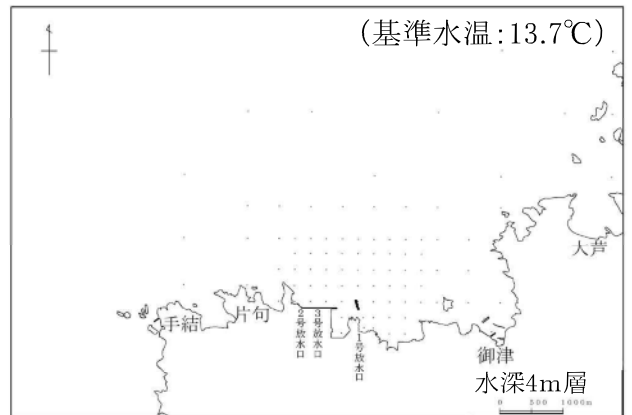 (基準水温:13.7℃)
大芦
手結
片句
2号放水口
3号放水口
1号放水口
御津
水深4m層
0 500 1000m